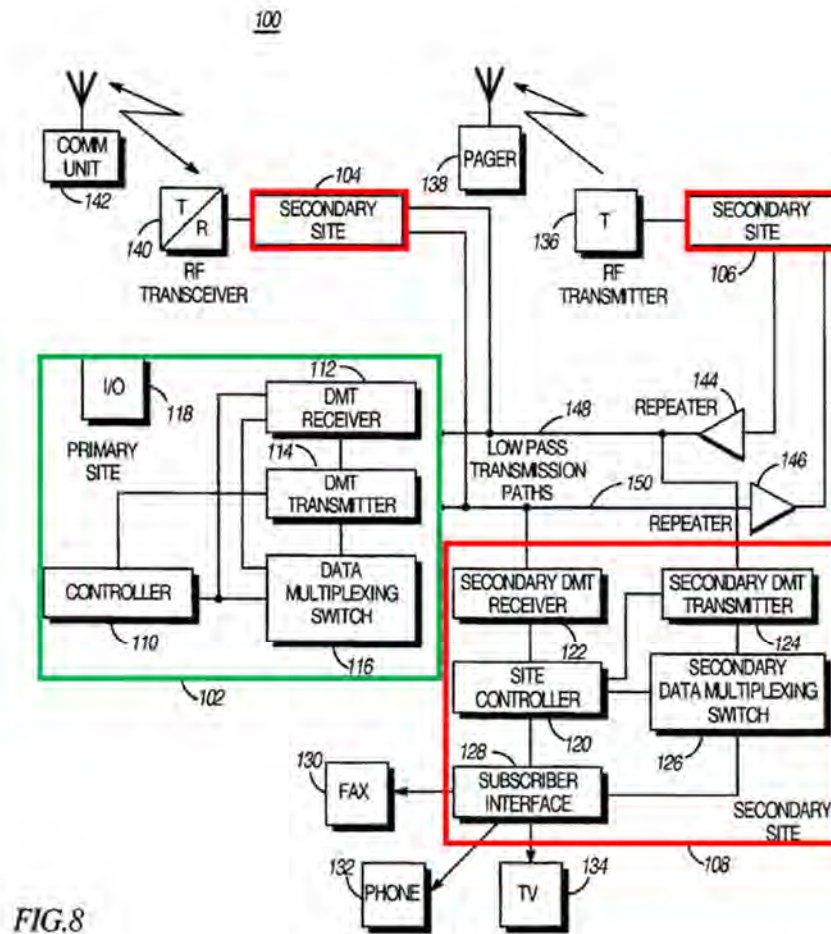 100
COMM
UNIT
142
T
R
140
RF
TRANSCEIVER
104
SECONDARY
SITE
PAGER
138
136
T
RF
TRANSMITTER
SECONDARY
SITE
106
I/O
118
PRIMARY
SITE
112
DMT
RECEIVER
114
DMT
TRANSMITTER
CONTROLLER
110
DATA
MULTIPLEXING
SWITCH
116
102
148
LOW PASS
TRANSMISSION
PATHS
150
REPEATER
144
146
REPEATER
SECONDARY DMT
RECEIVER
122
SECONDARY DMT
TRANSMITTER
124
SITE
CONTROLLER
120
SECONDARY
DATA MULTIPLEXING
SWITCH
126
128
SUBSCRIBER
INTERFACE
SECONDARY
SITE
108
130
FAX
132
PHONE
TV
134
FIG.8